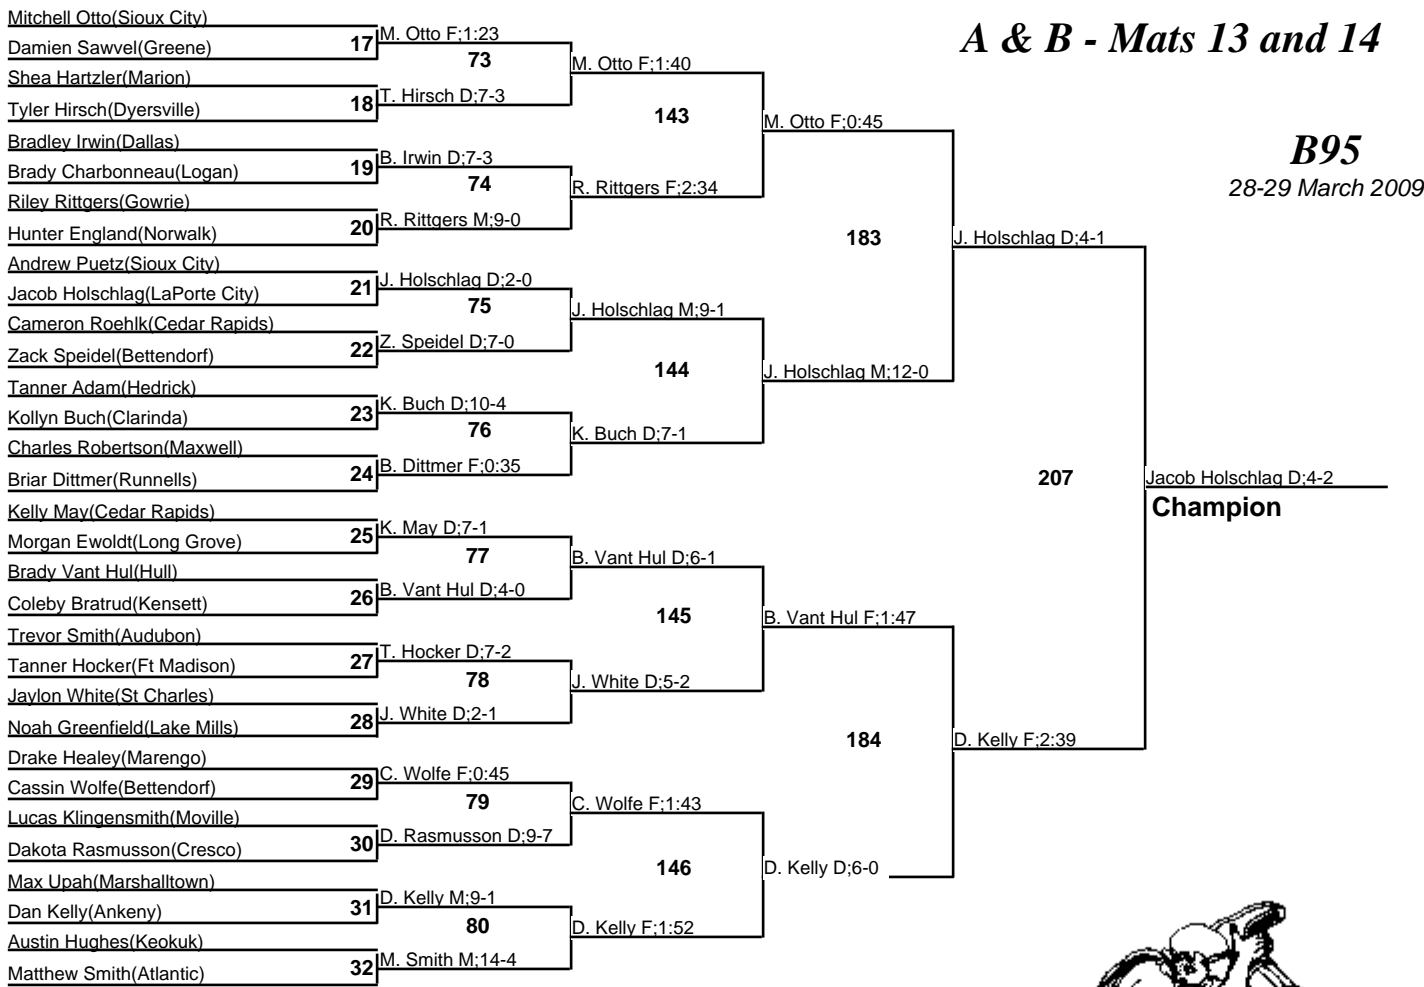 A & B - Mats 13 and 14
B95
28-29 March 2009
Mitchell Otto(Sioux City)
Damien Sawvel(Greene)
Shea Hartzler(Marion)
Tyler Hirsch(Dyersville)
Bradley Irwin(Dallas)
Brady Charbonneau(Logan)
Riley Rittgers(Gowrie)
Hunter England(Norwalk)
Andrew Puetz(Sioux City)
Jacob Holschlag(LaPorte City)
Cameron Roehlk(Cedar Rapids)
Zack Speidel(Bettendorf)
Tanner Adam(Hedrick)
Kollyn Buch(Clarinda)
Charles Robertson(Maxwell)
Briar Dittmer(Runnells)
Kelly May(Cedar Rapids)
Morgan Ewoldt(Long Grove)
Brady Vant Hul(Hull)
Coleby Bratrud(Kensett)
Trevor Smith(Audubon)
Tanner Hocker(Ft Madison)
Jaylon White(St Charles)
Noah Greenfield(Lake Mills)
Drake Healey(Marengo)
Cassin Wolfe(Bettendorf)
Lucas Klingensmith(Moville)
Dakota Rasmusson(Cresco)
Max Upah(Marshalltown)
Dan Kelly(Ankeny)
Austin Hughes(Keokuk)
Matthew Smith(Atlantic)
17
18
19
20
21
22
23
24
25
26
27
28
29
30
31
32
M. Otto F;1:23
73
T. Hirsch D;7-3
B. Irwin D;7-3
74
R. Rittgers M;9-0
J. Holschlag D;2-0
75
Z. Speidel D;7-0
K. Buch D;10-4
76
B. Dittmer F;0:35
K. May D;7-1
77
B. Vant Hul D;4-0
T. Hocker D;7-2
78
J. White D;2-1
C. Wolfe F;0:45
79
D. Rasmusson D;9-7
D. Kelly M;9-1
80
M. Smith M;14-4
M. Otto F;1:40
143
R. Rittgers F;2:34
J. Holschlag M;9-1
144
K. Buch D;7-1
B. Vant Hul D;6-1
145
J. White D;5-2
C. Wolfe F;1:43
146
D. Kelly F;1:52
M. Otto F;0:45
183
J. Holschlag M;12-0
B. Vant Hul F;1:47
184
D. Kelly D;6-0
J. Holschlag D;4-1
207
D. Kelly F;2:39
Jacob Holschlag D;4-2
Champion